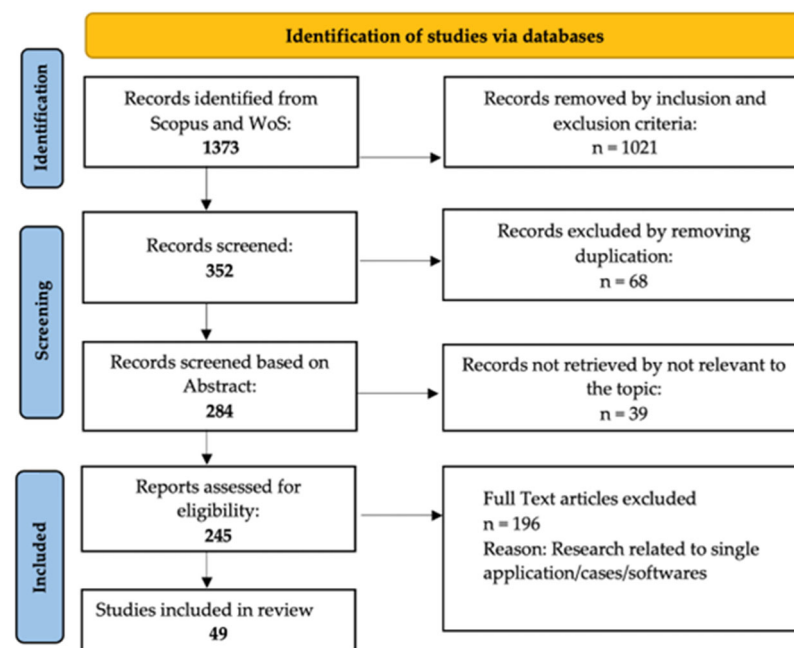 Identification of studies via databases
Identification
Records identified from
Scopus and WoS:
1373
Records removed by inclusion and
exclusion criteria:
n = 1021
Screening
Records screened:
352
Records excluded by removing
duplication:
n = 68
Records screened based on
Abstract:
284
Records not retrieved by not relevant to
the topic:
n = 39
Included
Reports assessed for
eligibility:
245
Full Text articles excluded
n = 196
Reason: Research related to single
application/cases/softwares
Studies included in review
49